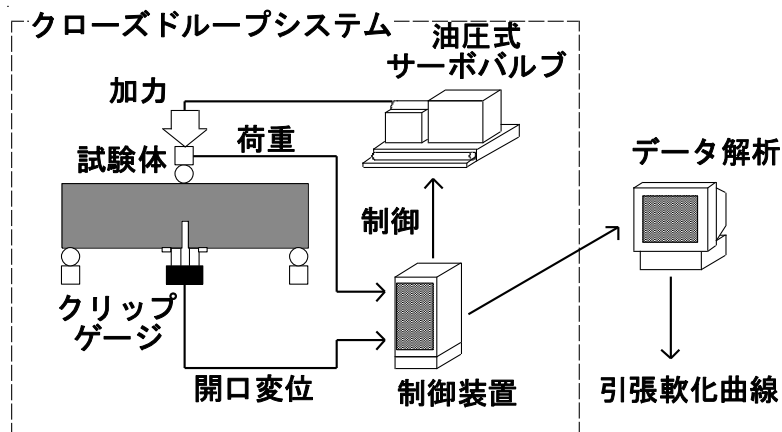 クローズドループシステム
油圧式
サーボバルブ
加力
荷重
試験体
データ解析
制御
クリップ
ゲージ
開口変位
制御装置
引張軟化曲線